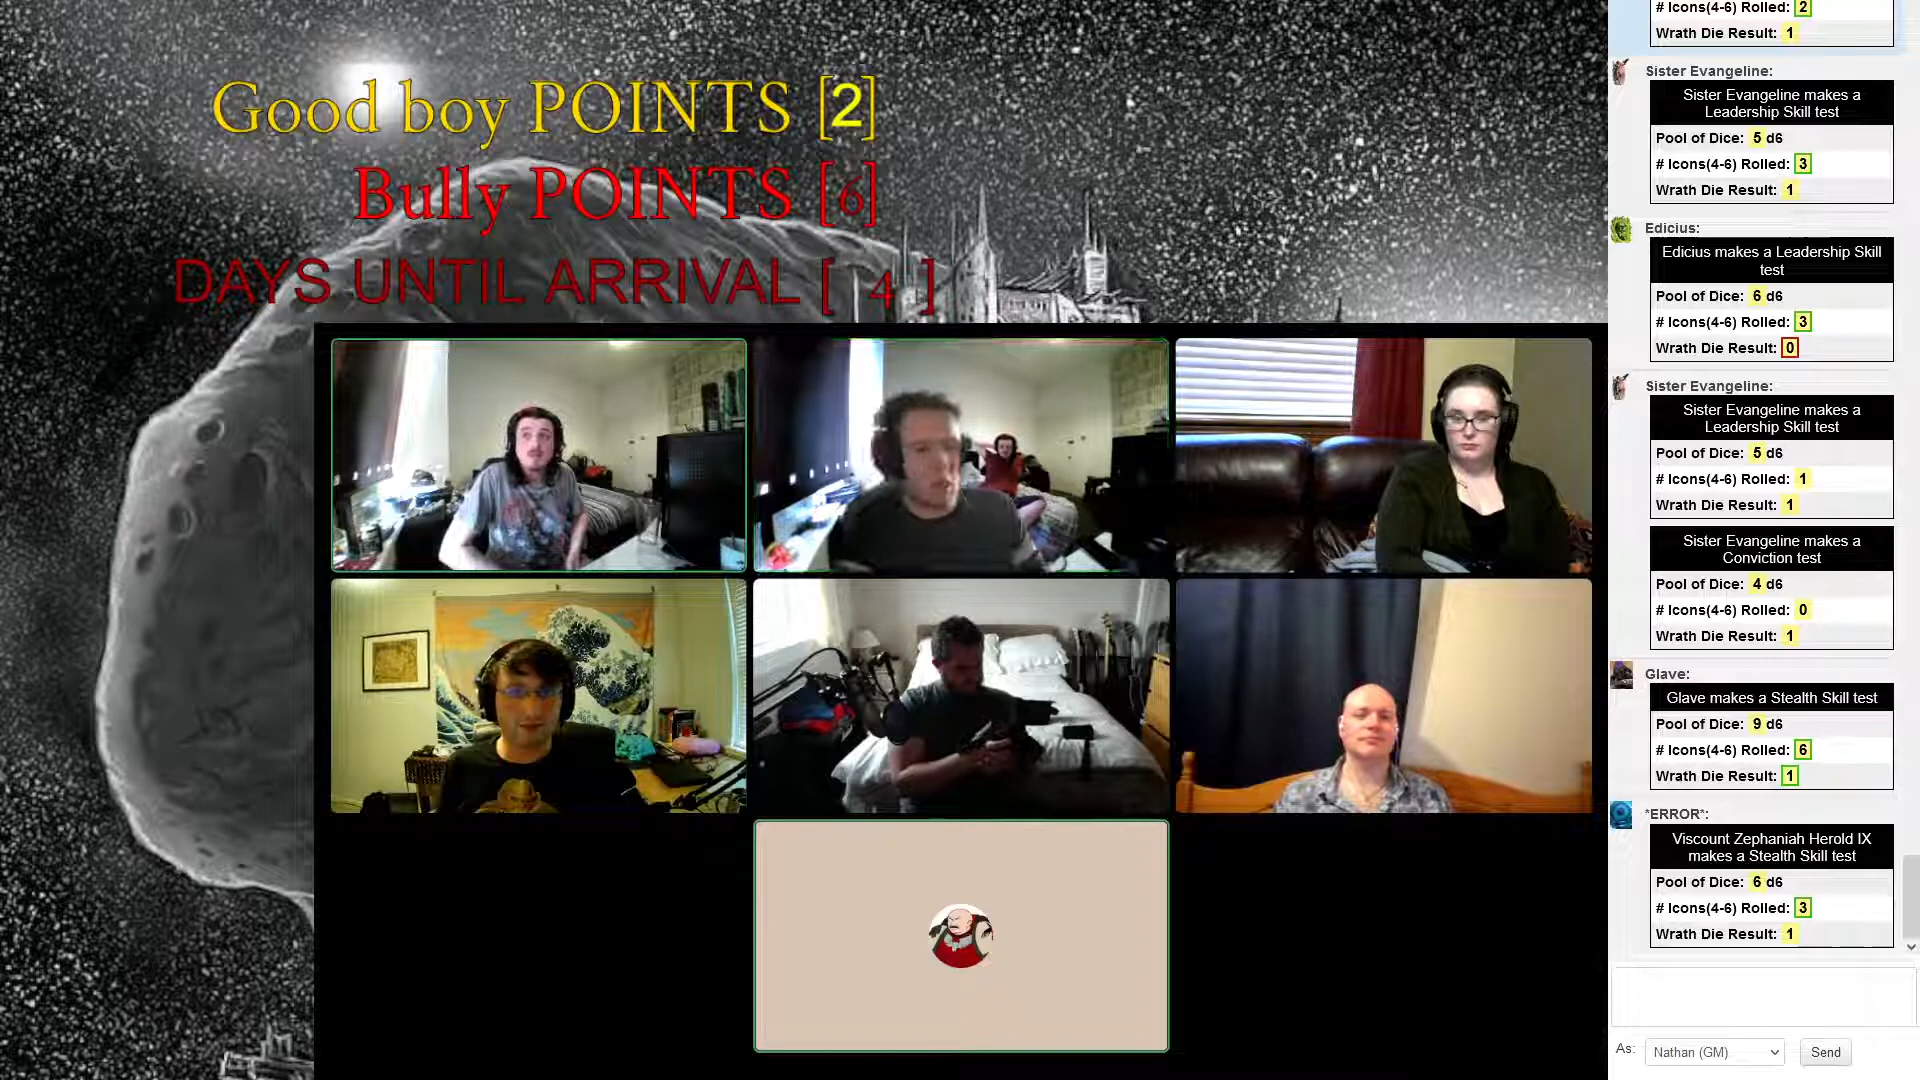 Good boy POINTS [2]
Bully POINTS [6]
DAYS UNTIL ARRIVAL [ 4 ]
# Icons(4-6) Rolled: 2
Wrath Die Result: 1
Sister Evangeline:
Sister Evangeline makes a
Leadership Skill test
Pool of Dice: 5 d6
# Icons(4-6) Rolled: 3
Wrath Die Result: 1
Edicius:
Edicius makes a Leadership Skill
test
Pool of Dice: 6 d6
# Icons(4-6) Rolled: 3
Wrath Die Result: 0
Sister Evangeline:
Sister Evangeline makes a
Leadership Skill test
Pool of Dice: 5 d6
# Icons(4-6) Rolled: 1
Wrath Die Result: 1
Sister Evangeline makes a
Conviction test
Pool of Dice: 4 d6
# Icons(4-6) Rolled: 0
Wrath Die Result: 1
Glave:
Glave makes a Stealth Skill test
Pool of Dice: 9 d6
# Icons(4-6) Rolled: 6
Wrath Die Result: 1
*ERROR*:
Viscount Zephaniah Herold IX
makes a Stealth Skill test
Pool of Dice: 6 d6
# Icons(4-6) Rolled: 3
Wrath Die Result: 1
As: Nathan (GM) Send